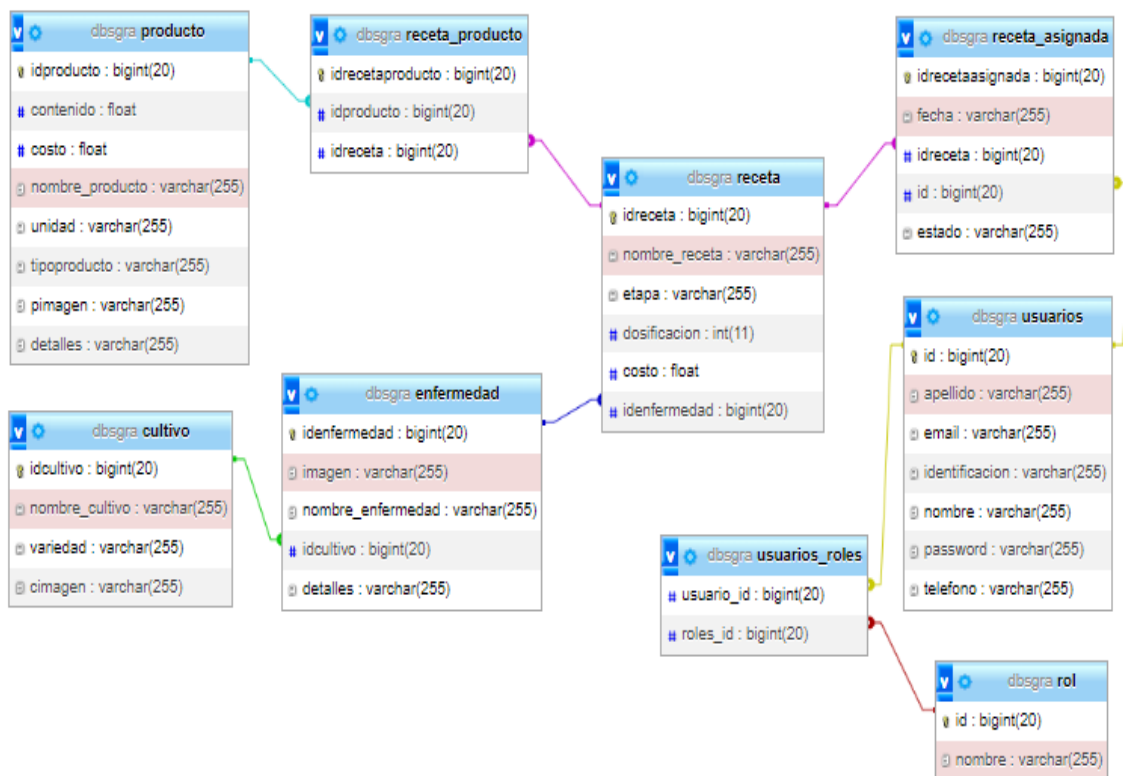 dbsgra producto
idproducto : bigint(20)
contenido : float
costo : float
nombre_producto : varchar(255)
unidad : varchar(255)
tipoproducto : varchar(255)
pimagen : varchar(255)
detalles : varchar(255)
dbsgra receta_producto
idrecetaproducto : bigint(20)
idproducto : bigint(20)
idreceta : bigint(20)
dbsgra receta_asignada
idrecetaasignada : bigint(20)
fecha : varchar(255)
idreceta : bigint(20)
id : bigint(20)
estado : varchar(255)
dbsgra receta
idreceta : bigint(20)
nombre_receta : varchar(255)
etapa : varchar(255)
dosificacion : int(11)
costo : float
idenfermedad : bigint(20)
dbsgra usuarios
id : bigint(20)
apellido : varchar(255)
email : varchar(255)
identificacion : varchar(255)
nombre : varchar(255)
password : varchar(255)
telefono : varchar(255)
dbsgra enfermedad
idenfermedad : bigint(20)
imagen : varchar(255)
nombre_enfermedad : varchar(255)
idcultivo : bigint(20)
detalles : varchar(255)
dbsgra cultivo
idcultivo : bigint(20)
nombre_cultivo : varchar(255)
variedad : varchar(255)
cimagen : varchar(255)
dbsgra usuarios_roles
usuario_id : bigint(20)
roles_id : bigint(20)
dbsgra rol
id : bigint(20)
nombre : varchar(255)